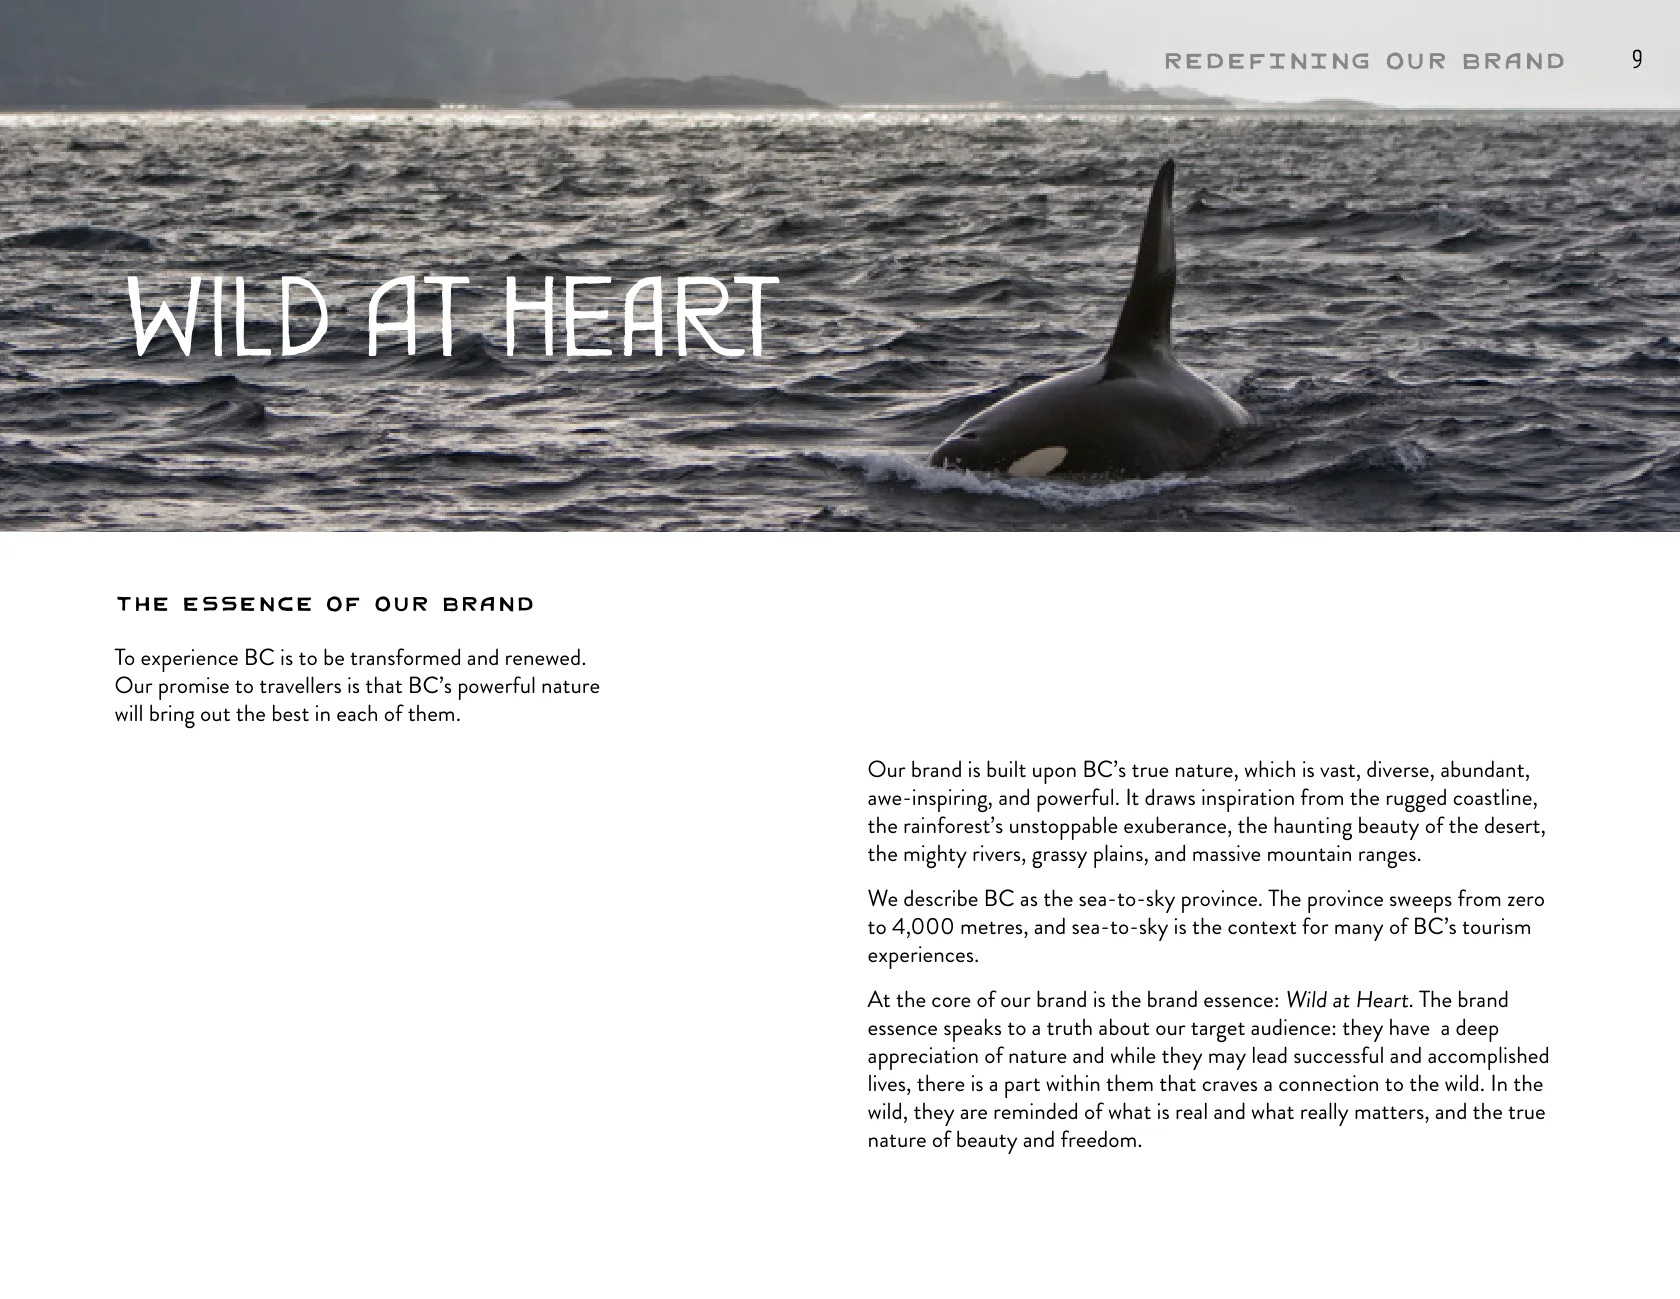 REDEFINING OUR BRAND 9
WILD AT HEART
THE ESSENCE OF OUR BRAND
To experience BC is to be transformed and renewed.
Our promise to travellers is that BC’s powerful nature
will bring out the best in each of them.
Our brand is built upon BC’s true nature, which is vast, diverse, abundant,
awe-inspiring, and powerful. It draws inspiration from the rugged coastline,
the rainforest’s unstoppable exuberance, the haunting beauty of the desert,
the mighty rivers, grassy plains, and massive mountain ranges.
We describe BC as the sea-to-sky province. The province sweeps from zero
to 4,000 metres, and sea-to-sky is the context for many of BC’s tourism
experiences.
At the core of our brand is the brand essence: Wild at Heart. The brand
essence speaks to a truth about our target audience: they have  a deep
appreciation of nature and while they may lead successful and accomplished
lives, there is a part within them that craves a connection to the wild. In the
wild, they are reminded of what is real and what really matters, and the true
nature of beauty and freedom.